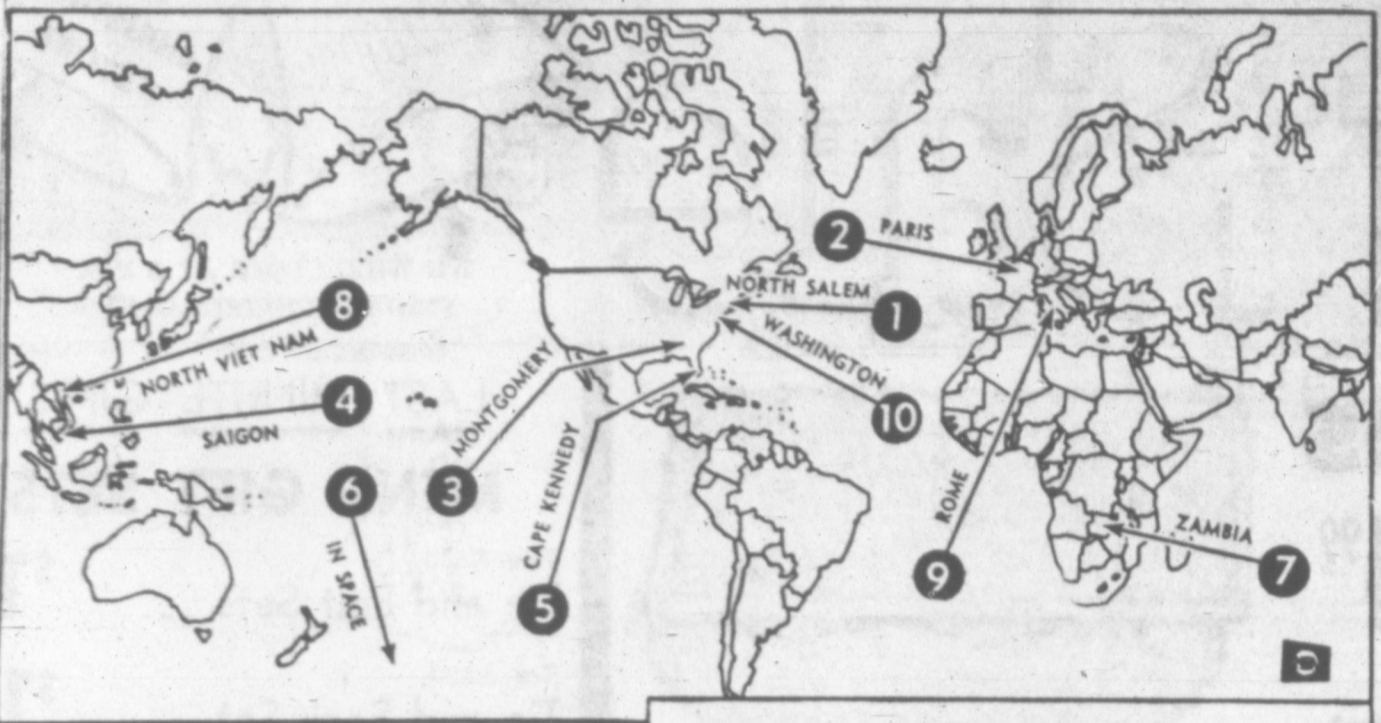 2 PARIS
NORTH SALEM 1
WASHINGTON 10
8 NORTH VIET NAM
4 SAIGON
MONTGOMERY 3
CAPE KENNEDY 5
6 IN SPACE
ROME 9
ZAMBIA 7